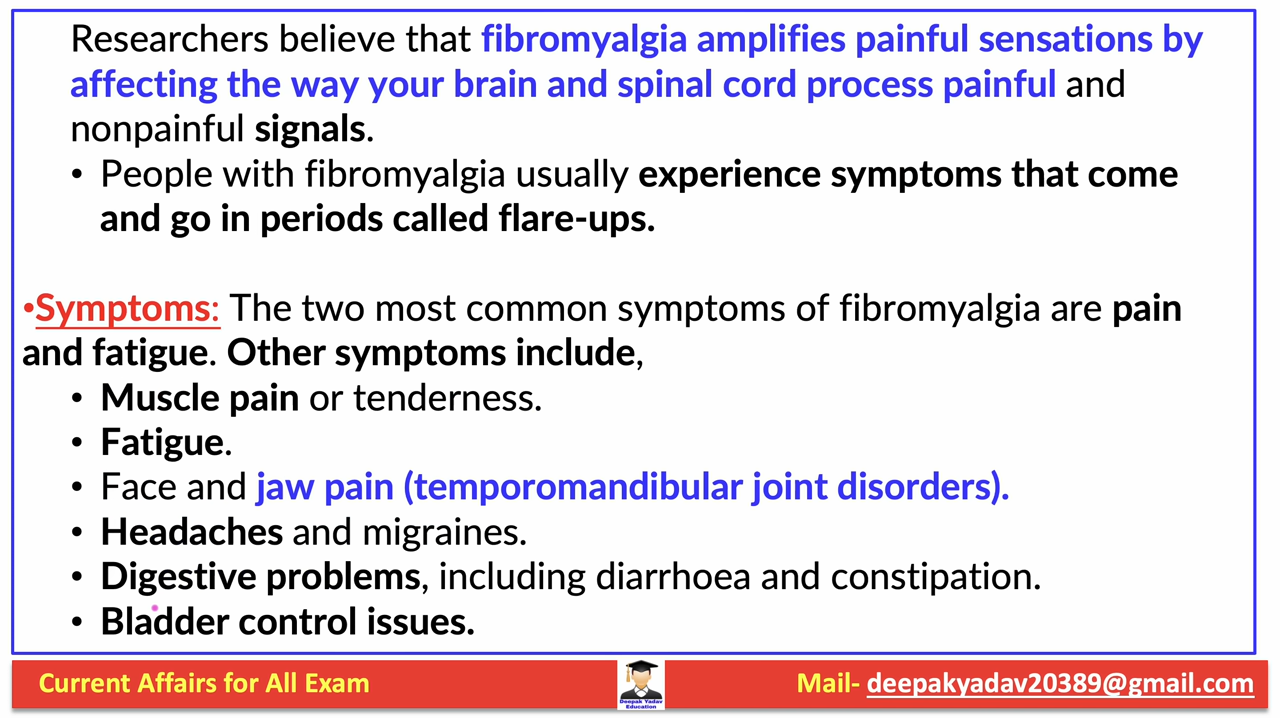 Researchers believe that fibromyalgia amplifies painful sensations by
affecting the way your brain and spinal cord process painful and
nonpainful signals.
• People with fibromyalgia usually experience symptoms that come
and go in periods called flare-ups.
•Symptoms: The two most common symptoms of fibromyalgia are pain
and fatigue. Other symptoms include,
• Muscle pain or tenderness.
• Fatigue.
• Face and jaw pain (temporomandibular joint disorders).
• Headaches and migraines.
• Digestive problems, including diarrhoea and constipation.
• Bladder control issues.
Current Affairs for All Exam
Deepak Yadav
Education
Mail- deepakyadav20389@gmail.com